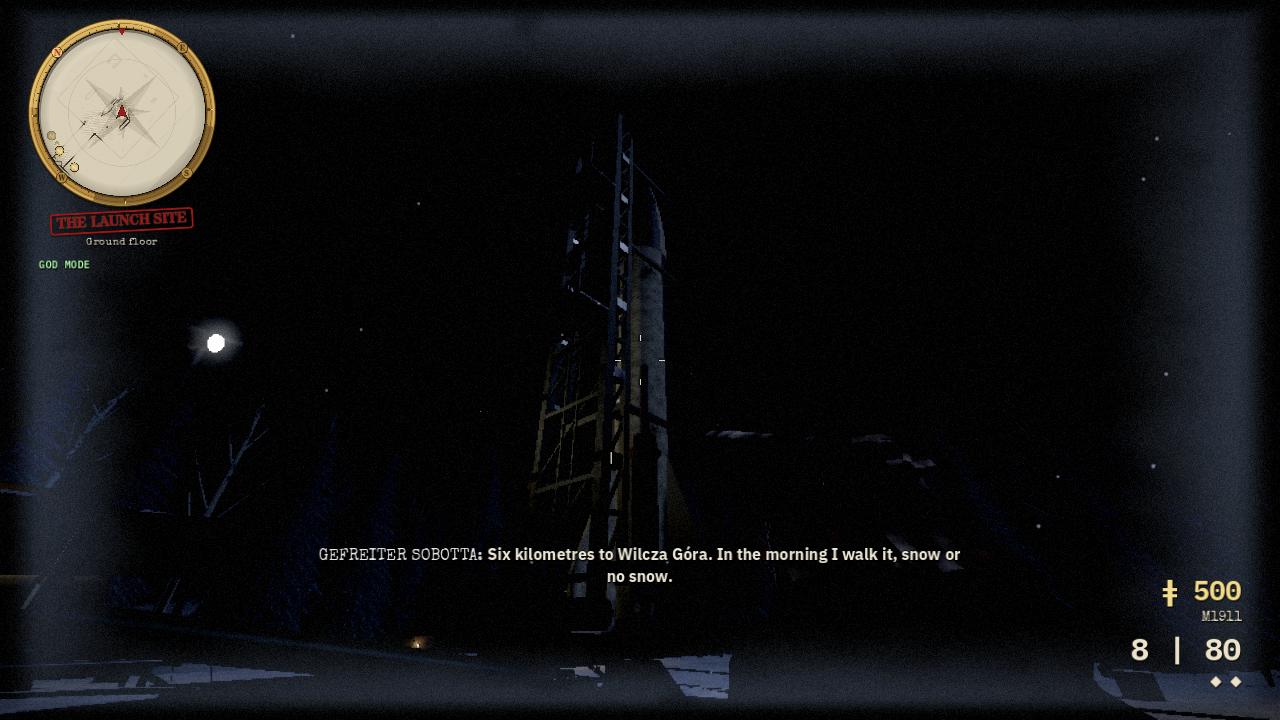 N
E
S
W
THE LAUNCH SITE
Ground floor
GOD MODE
GEFREITER SOBOTTA: Six kilometres to Wilcza Góra. In the morning I walk it, snow or
no snow.
500
M1911
8 | 80